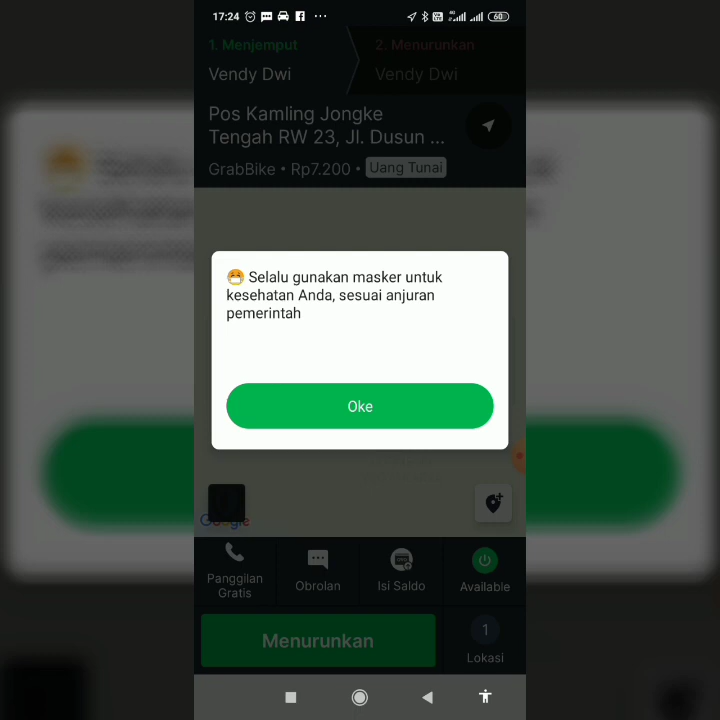 17:24
60
1. Menjemput
2. Menurunkan
Vendy Dwi
Vendy Dwi
Pos Kamling Jongke
Tengah RW 23, Jl. Dusun ...
GrabBike • Rp7.200 • Uang Tunai
😷 Selalu gunakan masker untuk
kesehatan Anda, sesuai anjuran
pemerintah
Oke
Google
Panggilan
Gratis
Obrolan
Isi Saldo
Available
Menurunkan
1
Lokasi